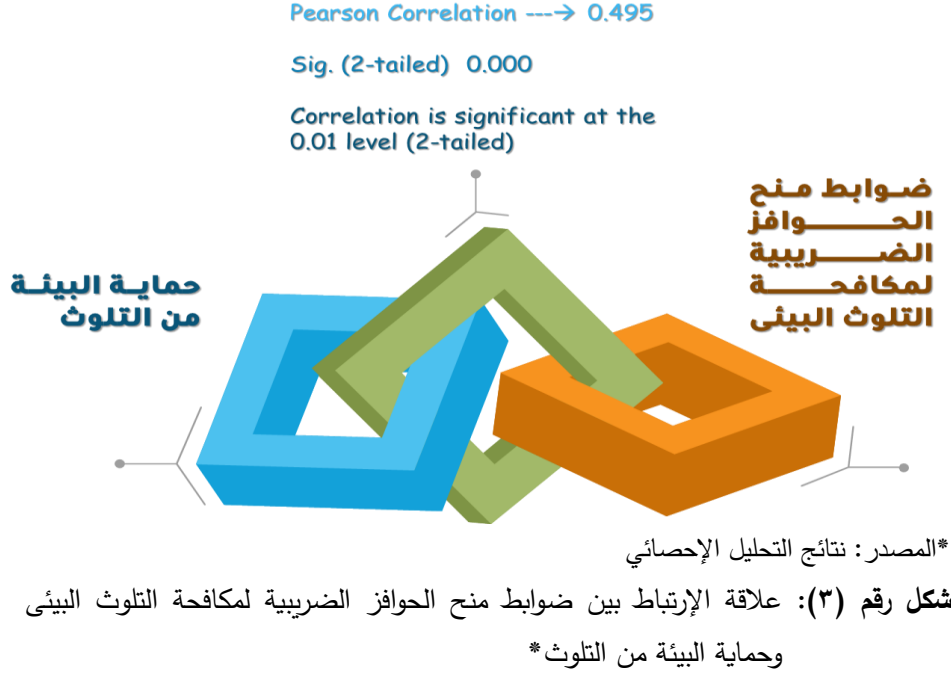 Pearson Correlation ---→ 0.495
Sig. (2-tailed) 0.000
Correlation is significant at the
0.01 level (2-tailed)
ضوابط منح
الحوافز
الضريبية
لمكافحة
التلوث البيئى
حماية البيئة
من التلوث
*المصدر: نتائج التحليل الإحصائي
شكل رقم (٣): علاقة الإرتباط بين ضوابط منح الحوافز الضريبية لمكافحة التلوث البيئى
وحماية البيئة من التلوث*